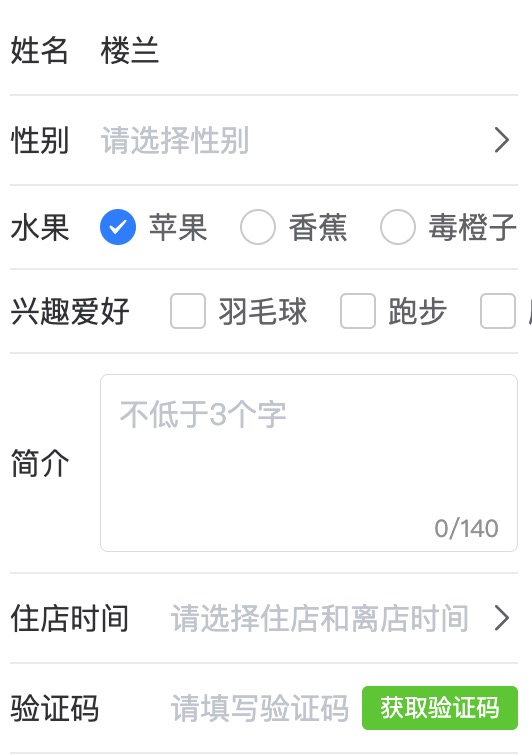 姓名 楼兰
性别 请选择性别
水果 苹果 香蕉 毒橙子
兴趣爱好 羽毛球 跑步
不低于3个字
简介
0/140
住店时间 请选择住店和离店时间
验证码 请填写验证码 获取验证码